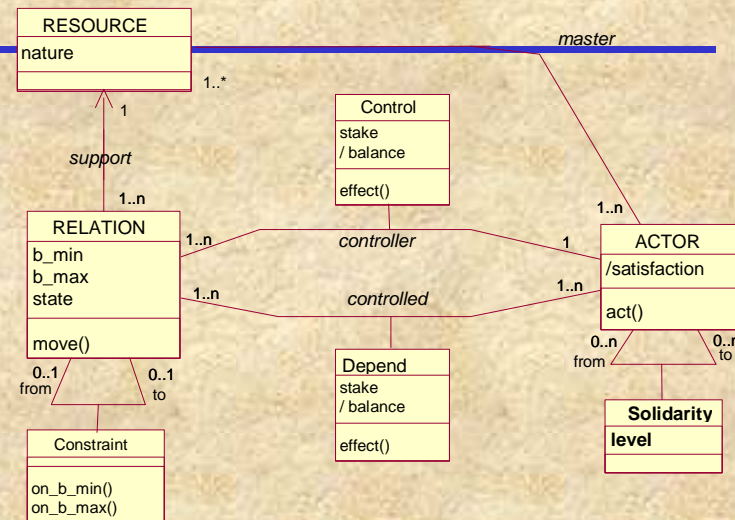 RESOURCE
nature
master
1..*
1
support
1..n
Control
stake
/ balance
effect()
RELATION
b_min
b_max
state
move()
1..n
controller
1
1..n
ACTOR
/satisfaction
act()
1..n
controlled
1..n
0..1
from
0..1
to
Depend
stake
/ balance
effect()
0..n
from
0..n
to
Constraint
on_b_min()
on_b_max()
Solidarity
level